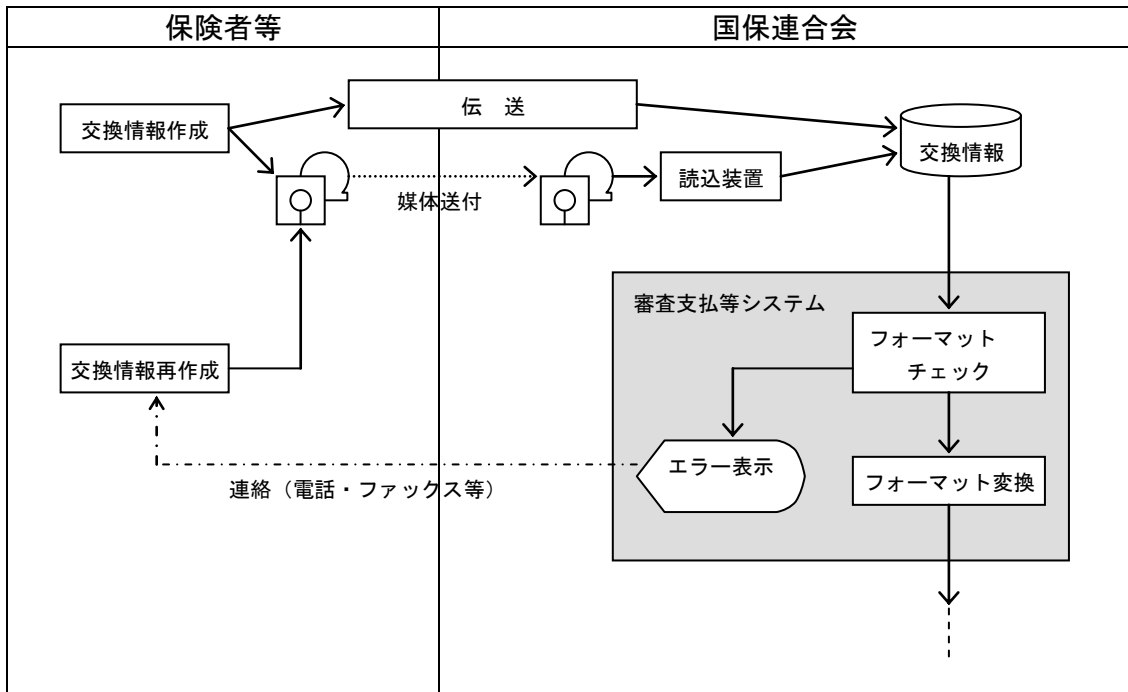 保険者等
国保連合会
伝 送
交換情報作成
交換情報
読込装置
媒体送付
審査支払等システム
フォーマット
チェック
交換情報再作成
エラー表示
フォーマット変換
連絡（電話・ファックス等）